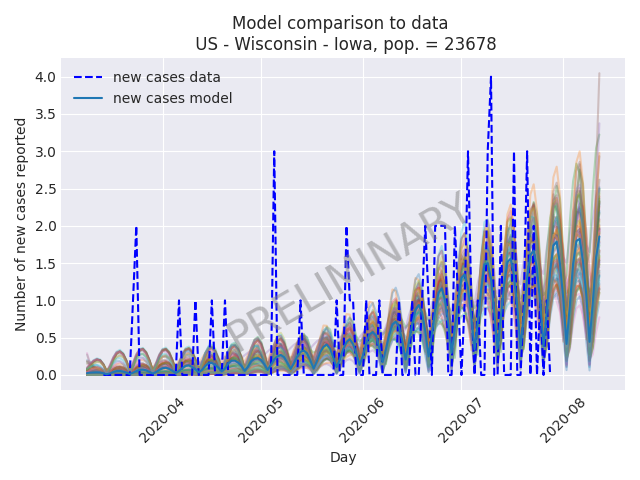 Model comparison to data
US - Wisconsin - Iowa, pop. = 23678
new cases data
new cases model
PRELIMINARY
Number of new cases reported
4.0
3.5
3.0
2.5
2.0
1.5
1.0
0.5
0.0
2020-04
2020-05
2020-06
2020-07
2020-08
Day